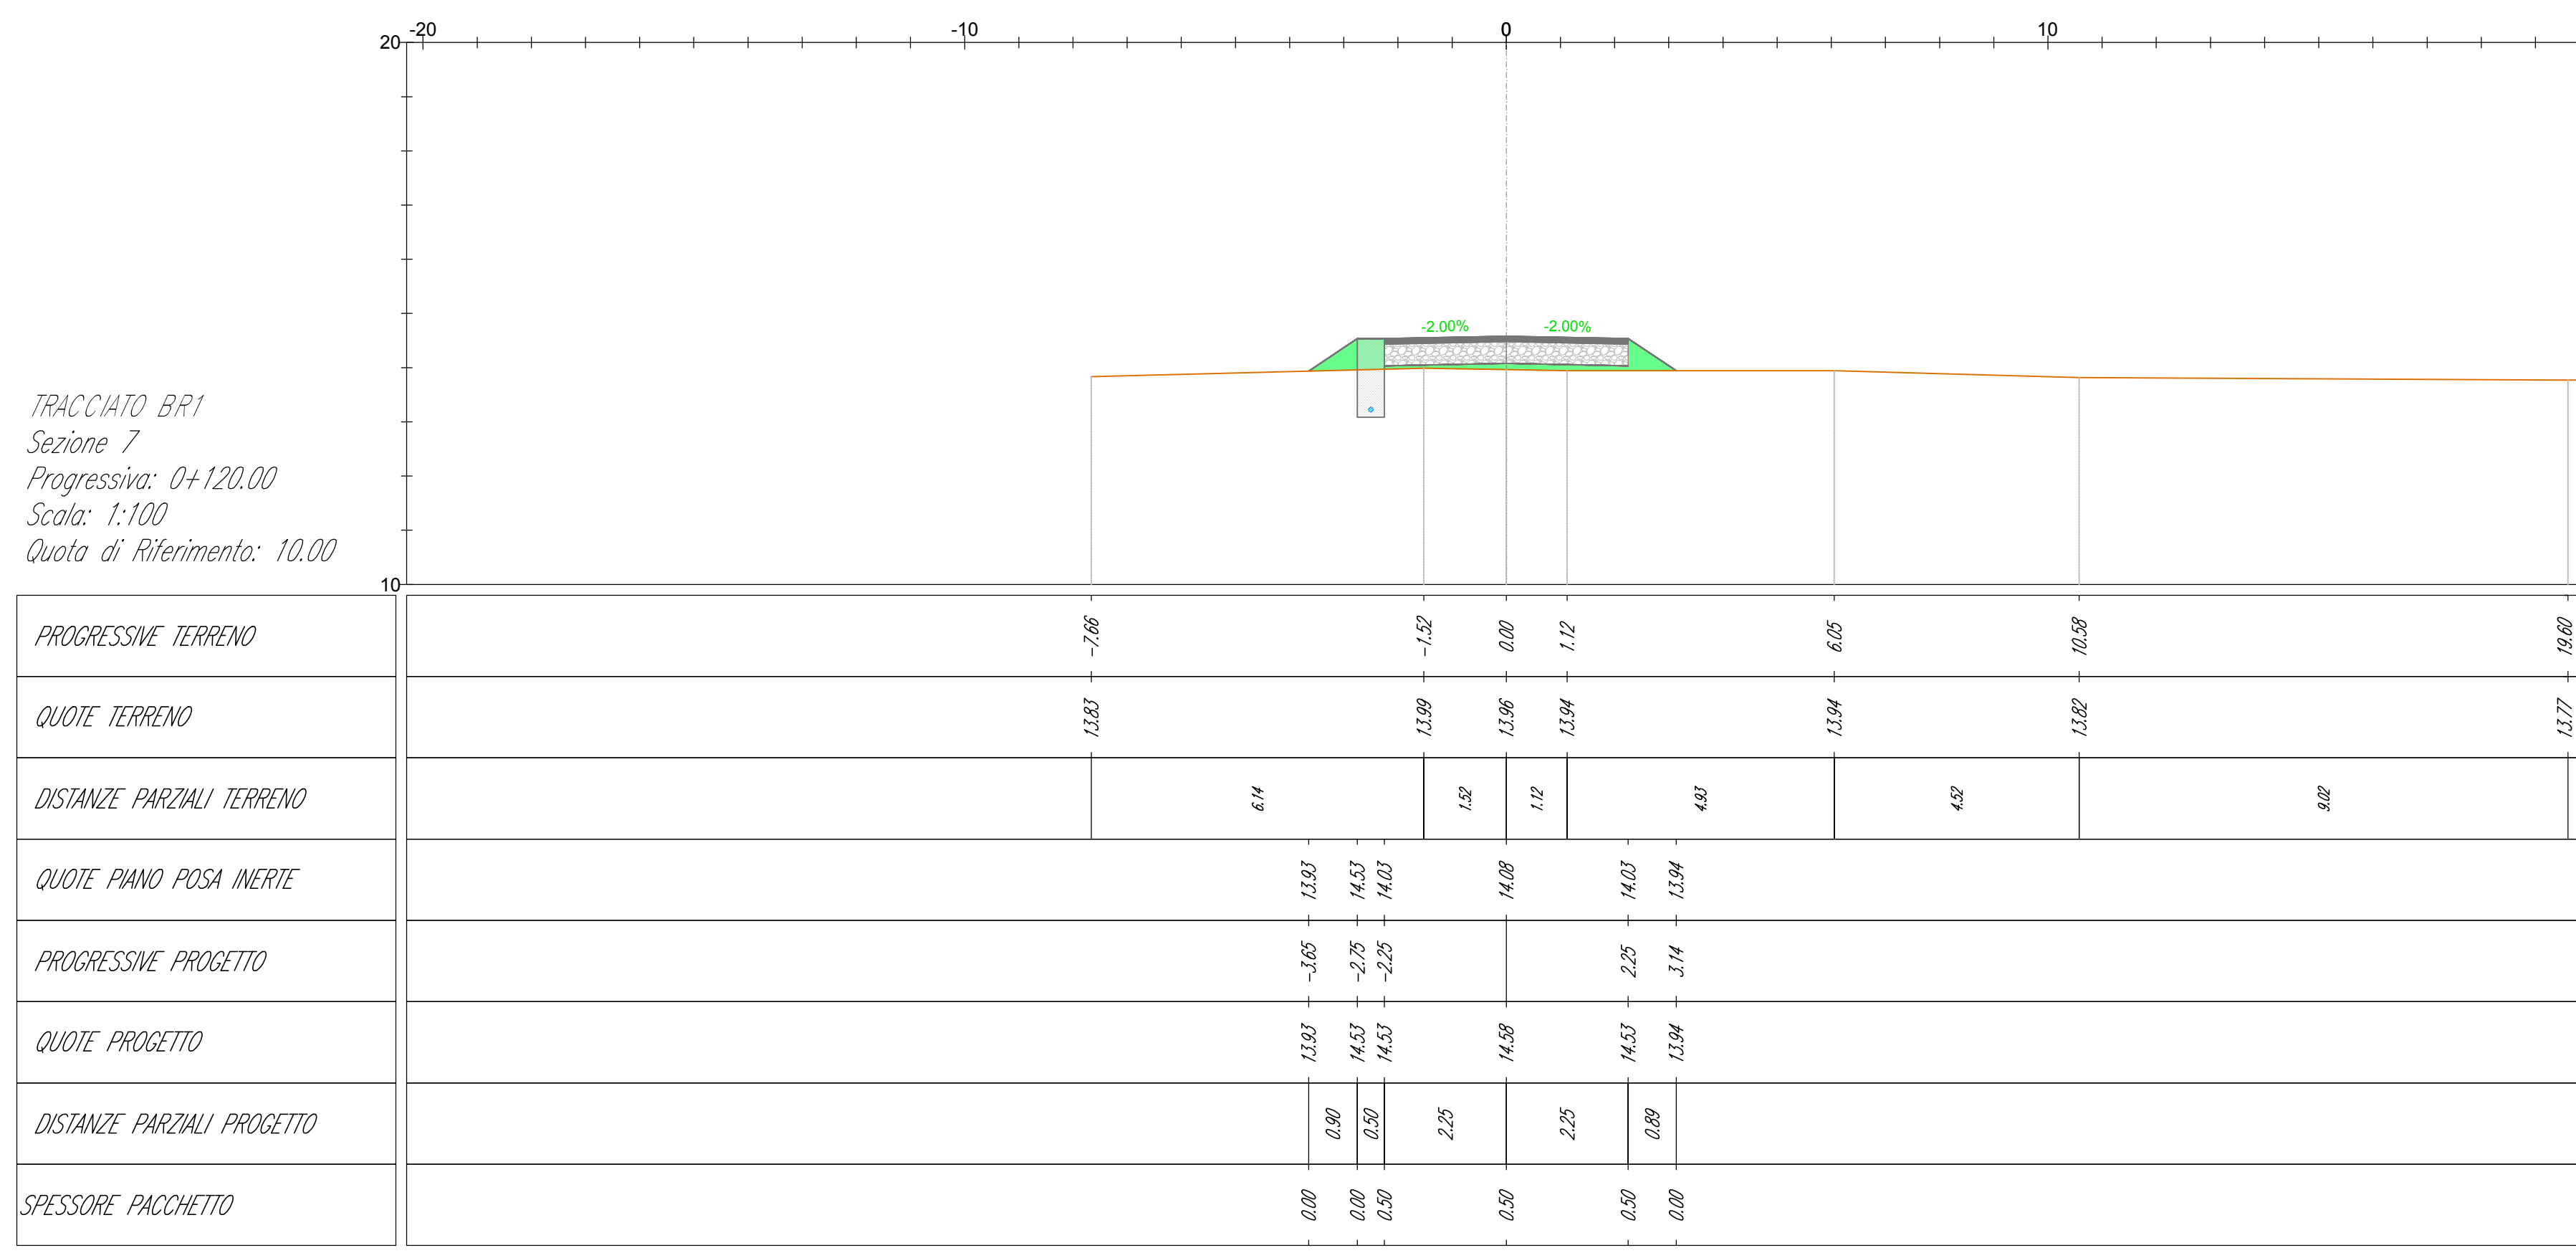 -20 -10 0 10
20
-2.00% -2.00%
TRACCIATO BR1
Sezione 7
Progressiva: 0+120.00
Scala: 1:100
Quota di Riferimento: 10.00
10
PROGRESSIVE TERRENO -7.66 -1.52 0.00 1.12 6.05 10.58 19.60
QUOTE TERRENO 13.83 13.99 13.96 13.94 13.94 13.82 13.77
DISTANZE PARZIALI TERRENO 6.14 1.52 1.12 4.93 4.52 9.02
QUOTE PIANO POSA INERTE 13.93 14.53 14.03 14.08 14.03 13.94
PROGRESSIVE PROGETTO -3.65 -2.75 -2.25 2.25 3.14
QUOTE PROGETTO 13.93 14.53 14.53 14.58 14.53 13.94
DISTANZE PARZIALI PROGETTO 0.90 0.50 2.25 2.25 0.89
SPESSORE PACCHETTO 0.00 0.00 0.50 0.50 0.50 0.00